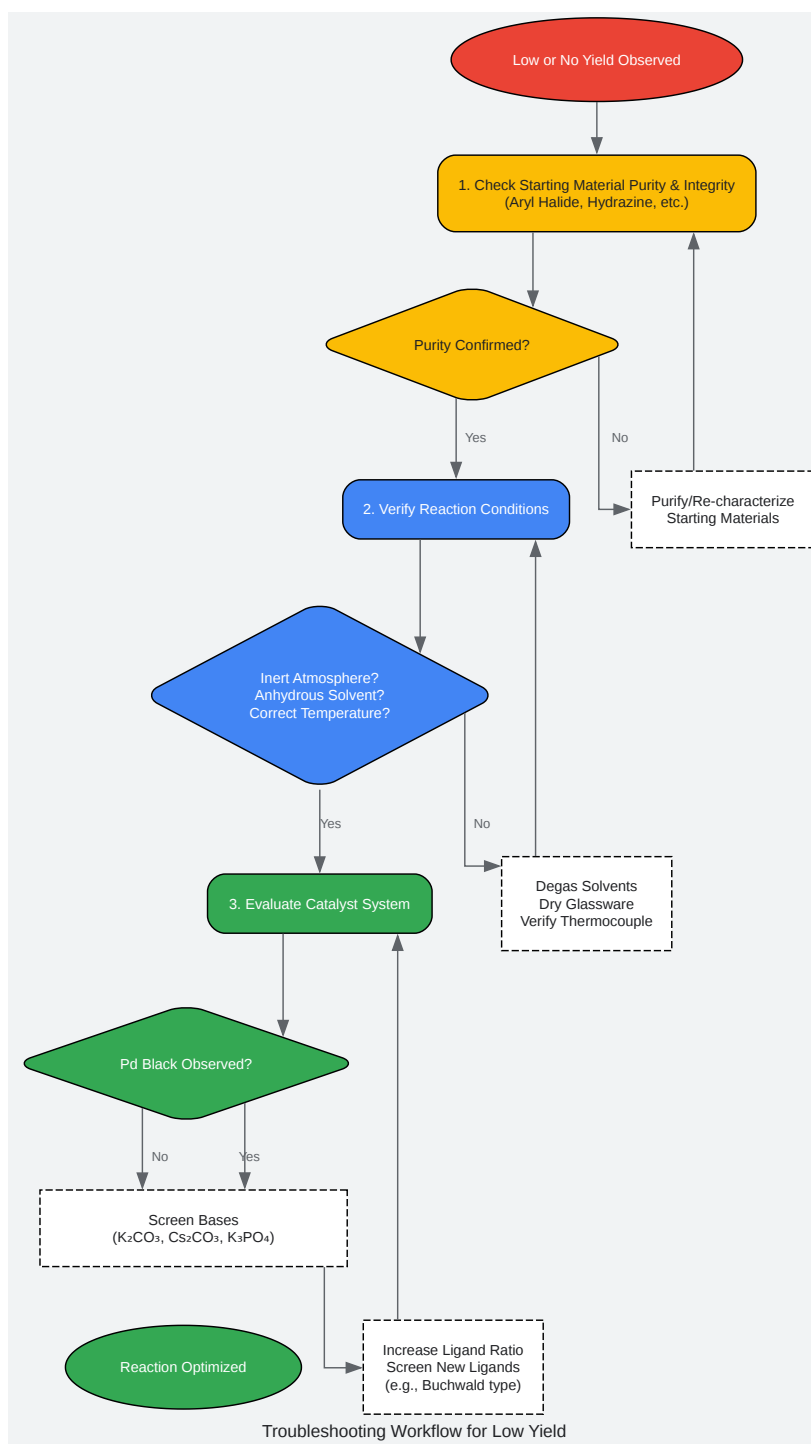 Low or No Yield Observed
1. Check Starting Material Purity & Integrity
(Aryl Halide, Hydrazine, etc.)
Purity Confirmed?
Yes
No
Purify/Re-characterize
Starting Materials
2. Verify Reaction Conditions
Inert Atmosphere?
Anhydrous Solvent?
Correct Temperature?
Yes
No
Degas Solvents
Dry Glassware
Verify Thermocouple
3. Evaluate Catalyst System
Pd Black Observed?
No
Yes
Screen Bases
(K₂CO₃, Cs₂CO₃, K₃PO₄)
Increase Ligand Ratio
Screen New Ligands
(e.g., Buchwald type)
Reaction Optimized
Troubleshooting Workflow for Low Yield